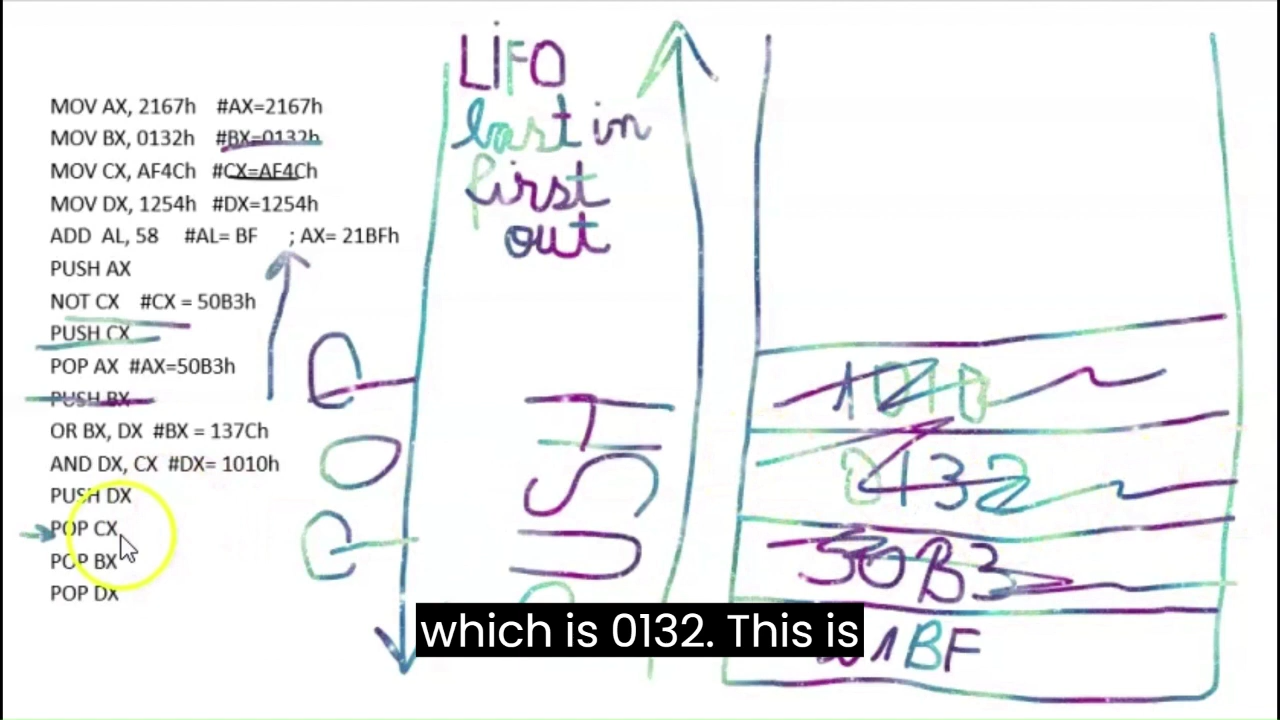 MOV AX, 2167h #AX=2167h
MOV BX, 0132h #BX=0132h
MOV CX, AF4Ch #CX=AF4Ch
MOV DX, 1254h #DX=1254h
ADD AL, 58 #AL= BF ; AX= 21BFh
PUSH AX
NOT CX #CX = 50B3h
PUSH CX
POP AX #AX=50B3h
PUSH BX
OR BX, DX #BX = 137Ch
AND DX, CX #DX= 1010h
PUSH DX
POP CX
POP BX
POP DX
LIFO
last in
first
out
POP
PUSH
1010
0132
50B3
1BF
which is 0132. This is